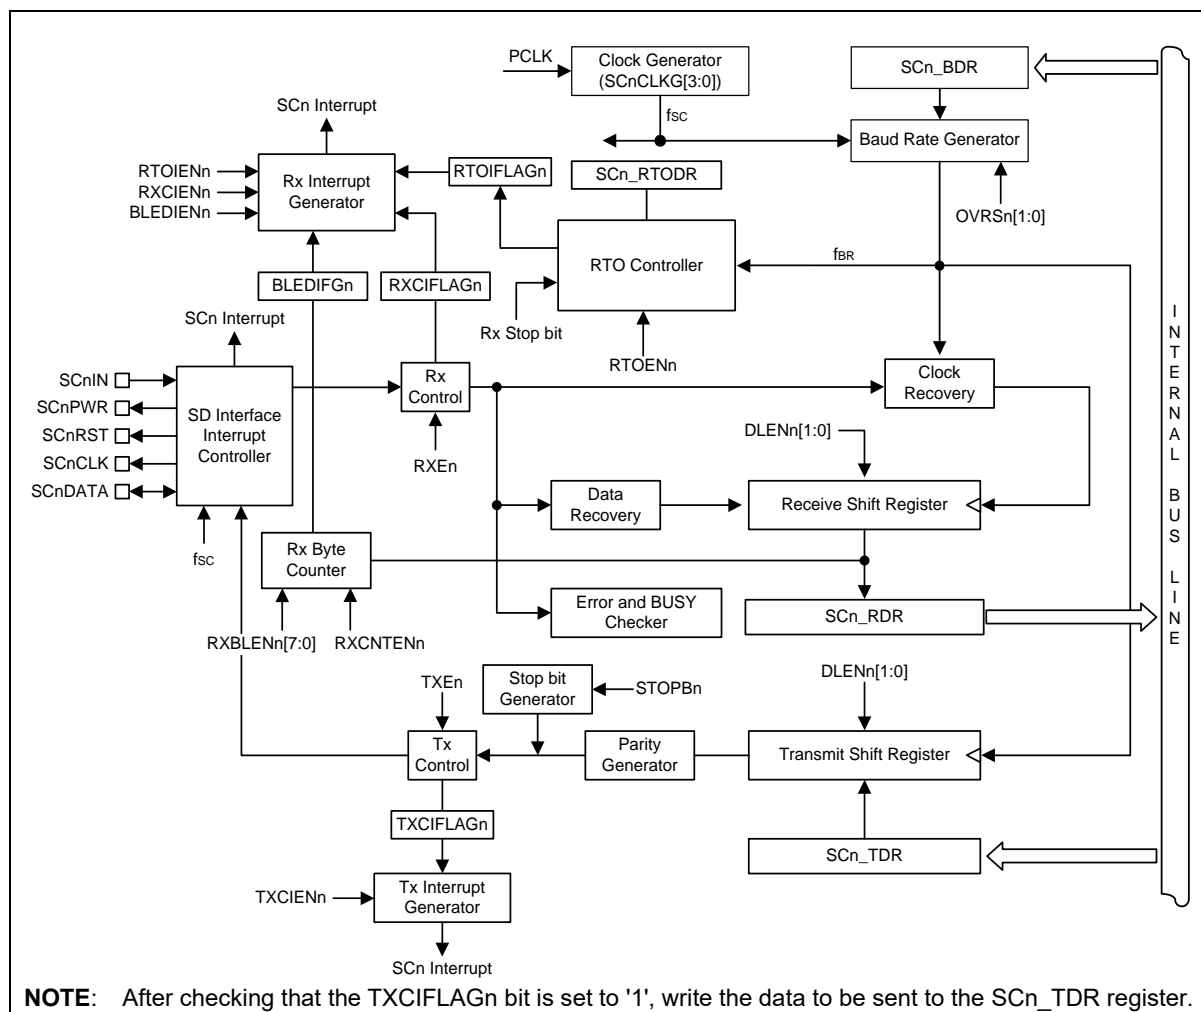 PCLK
Clock Generator
(SCnCLKG[3:0])
SCn_BDR
SCn Interrupt
fSC
Baud Rate Generator
RTOIENn
RXCIENn
BLEDIENn
Rx Interrupt
Generator
RTOIFLAGn
SCn_RTODR
OVRSn[1:0]
RTO Controller
fBR
BLEDIFGn
RXCIFLAGn
Rx Stop bit
RTOENn
SCn Interrupt
SCnIN
SCnPWR
SCnRST
SCnCLK
SCnDATA
SD Interface
Interrupt
Controller
Rx
Control
RXEn
Clock
Recovery
DLENn[1:0]
Data
Recovery
Receive Shift Register
fSC
Rx Byte
Counter
Error and BUSY
Checker
SCn_RDR
RXBLENn[7:0]
RXCNTENn
INTERNAL BUS LINE
TXEn
Stop bit
Generator
STOPBn
DLENn[1:0]
Tx
Control
Parity
Generator
Transmit Shift Register
TXCIFLAGn
SCn_TDR
TXCIENn
Tx Interrupt
Generator
SCn Interrupt
NOTE: After checking that the TXCIFLAGn bit is set to '1', write the data to be sent to the SCn_TDR register.